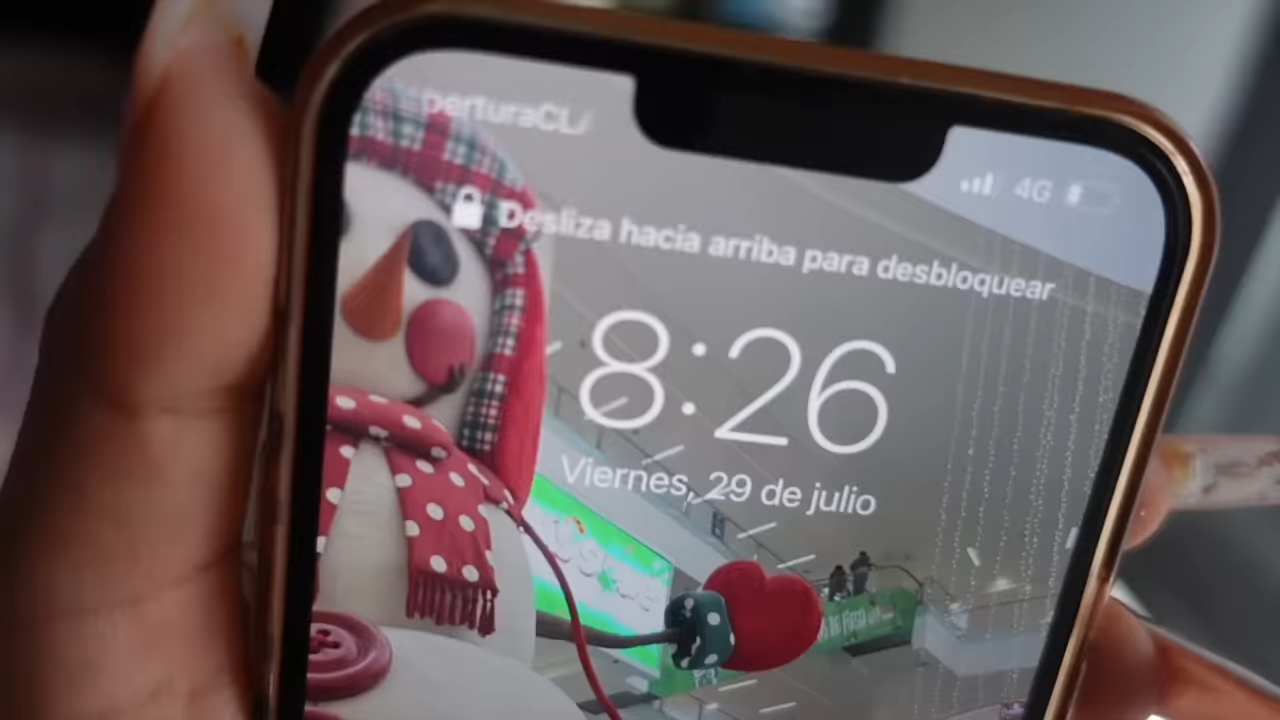 perturaCL/
4G
Desliza hacia arriba para desbloquear
8:26
Viernes, 29 de julio